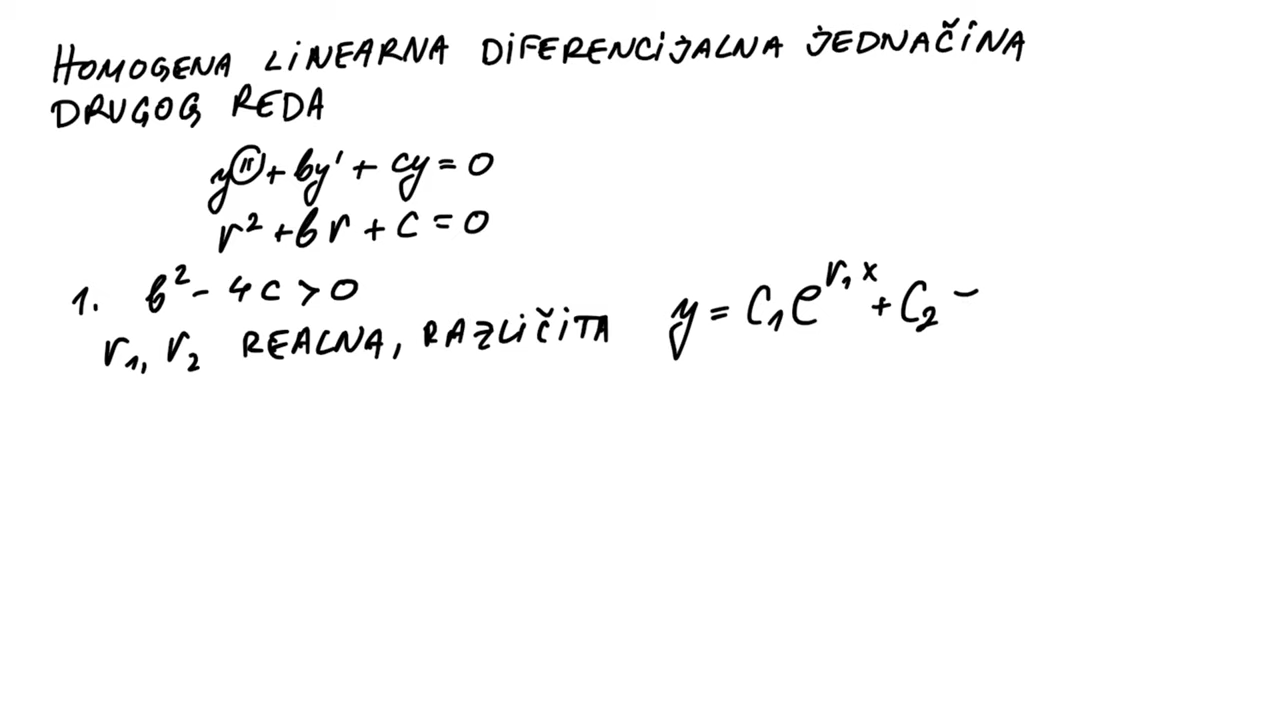 HOMOGENA LINEARNA DIFERENCIJALNA JEDNAČINA
DRUGOG REDA
y'' + by' + cy = 0
r² + br + c = 0
1. b² - 4c > 0
r₁, r₂ REALNA, RAZLIČITA
y = C₁e^{r₁x} + C₂